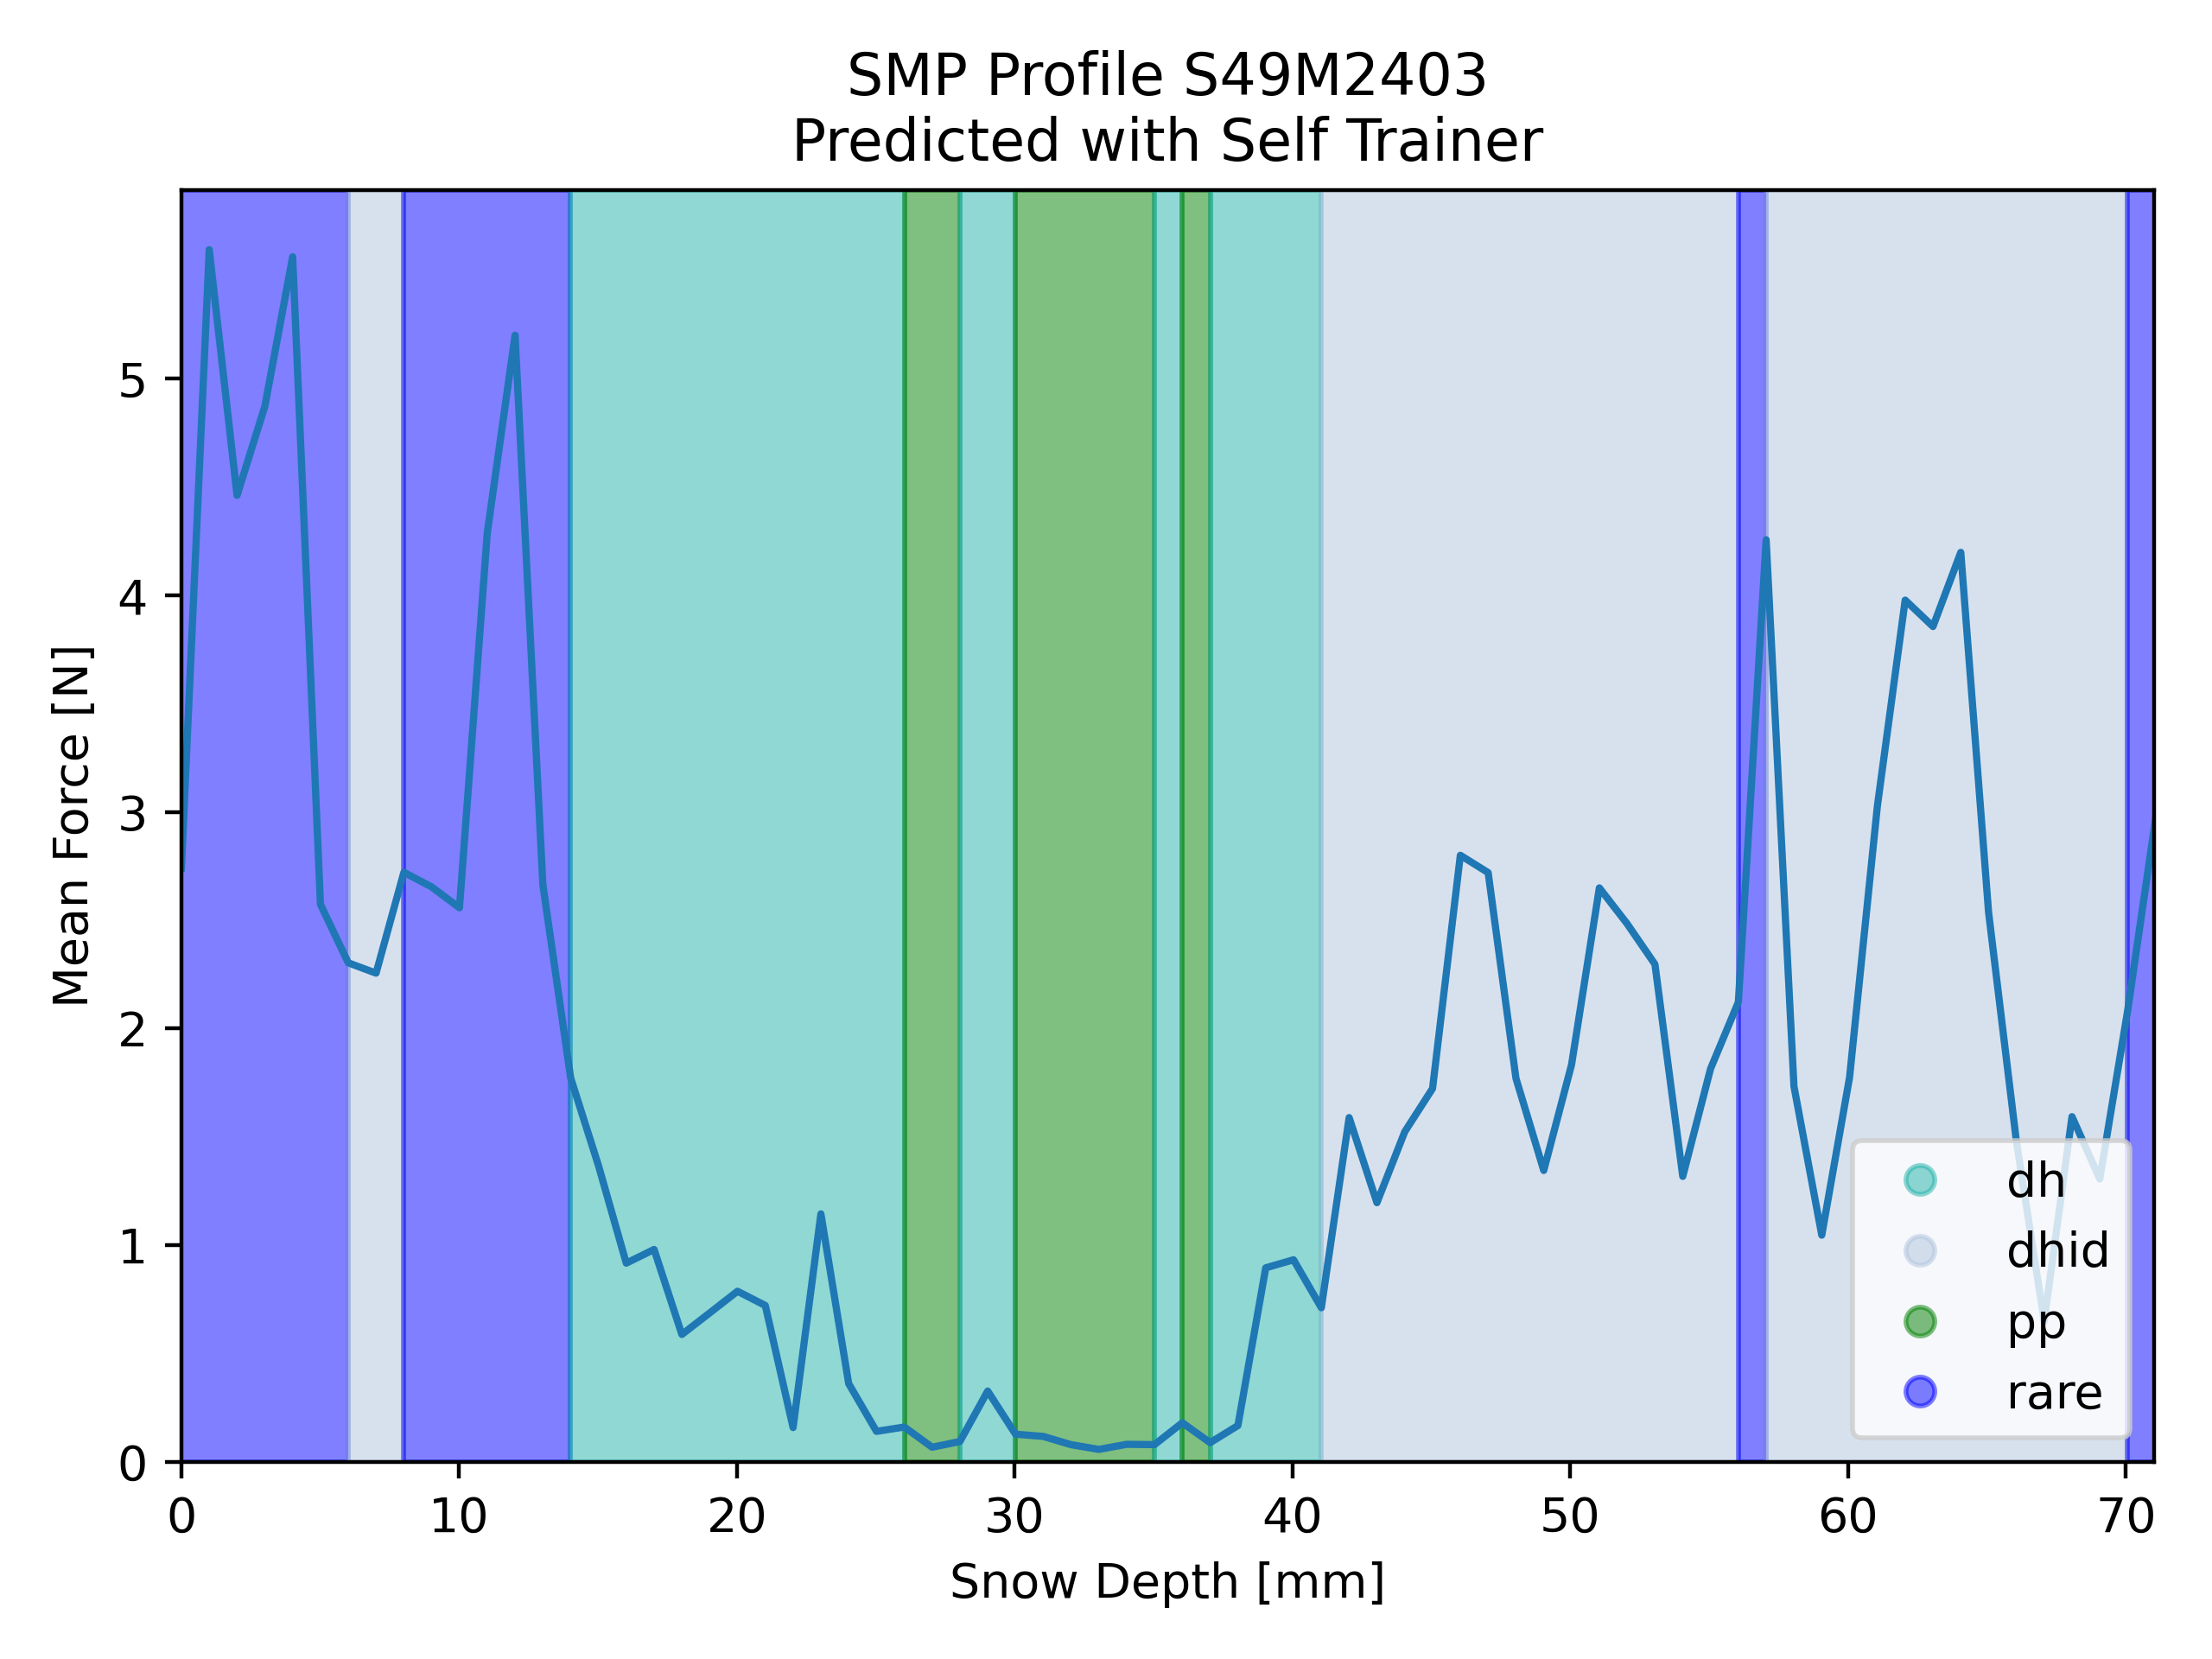 SMP Profile S49M2403
Predicted with Self Trainer
Mean Force [N]
5
4
3
2
1
0
0 10 20 30 40 50 60 70
Snow Depth [mm]
dh
dhid
pp
rare